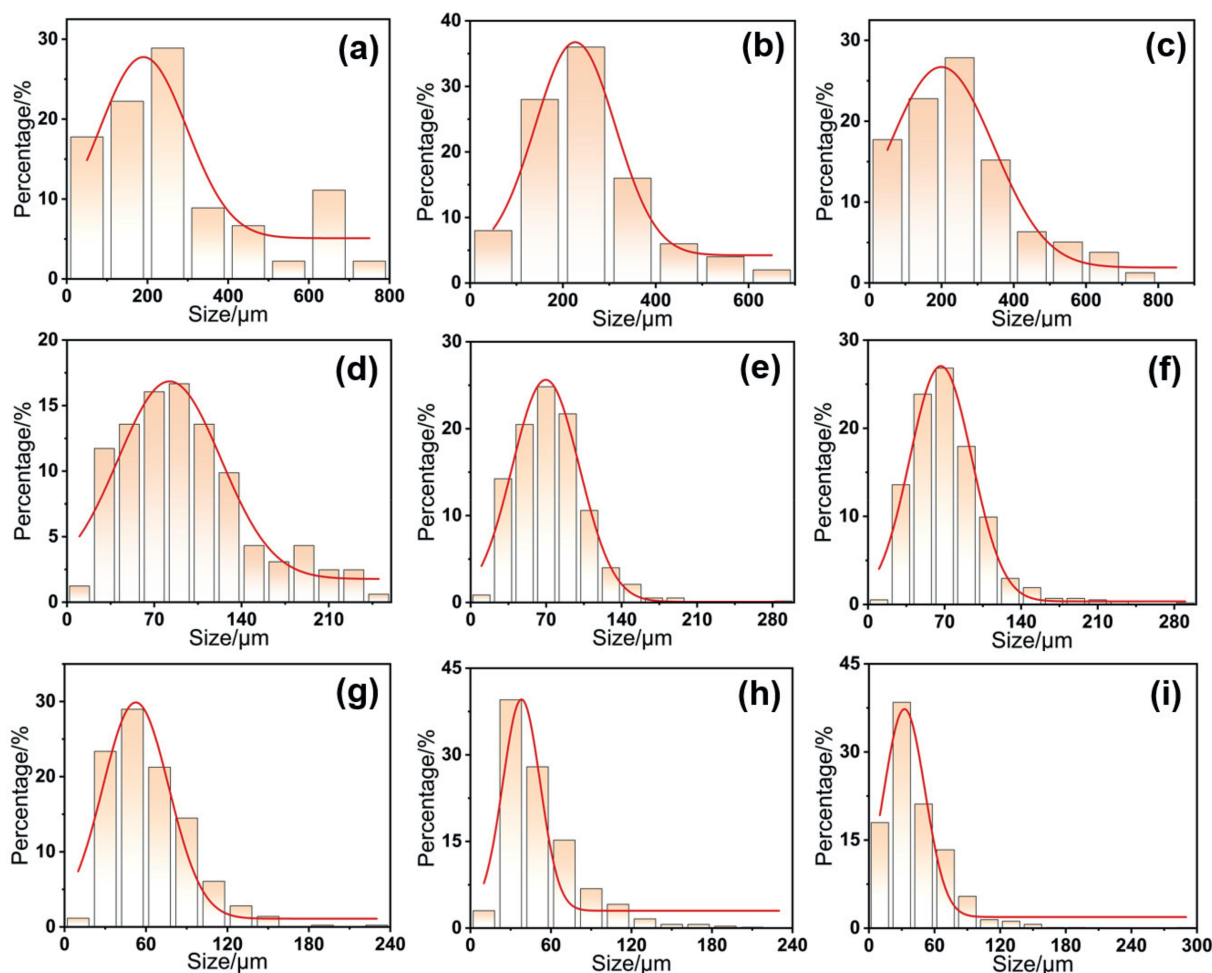 (a)
Percentage/%
30
20
10
0
0 200 400 600 800
Size/μm
(b)
Percentage/%
40
30
20
10
0
0 200 400 600
Size/μm
(c)
Percentage/%
30
20
10
0
0 200 400 600 800
Size/μm
(d)
Percentage/%
20
15
10
5
0
0 70 140 210
Size/μm
(e)
Percentage/%
30
20
10
0
0 70 140 210 280
Size/μm
(f)
Percentage/%
30
20
10
0
0 70 140 210 280
Size/μm
(g)
Percentage/%
30
20
10
0
0 60 120 180 240
Size/μm
(h)
Percentage/%
45
30
15
0
0 60 120 180 240
Size/μm
(i)
Percentage/%
45
30
15
0
0 60 120 180 240 300
Size/μm